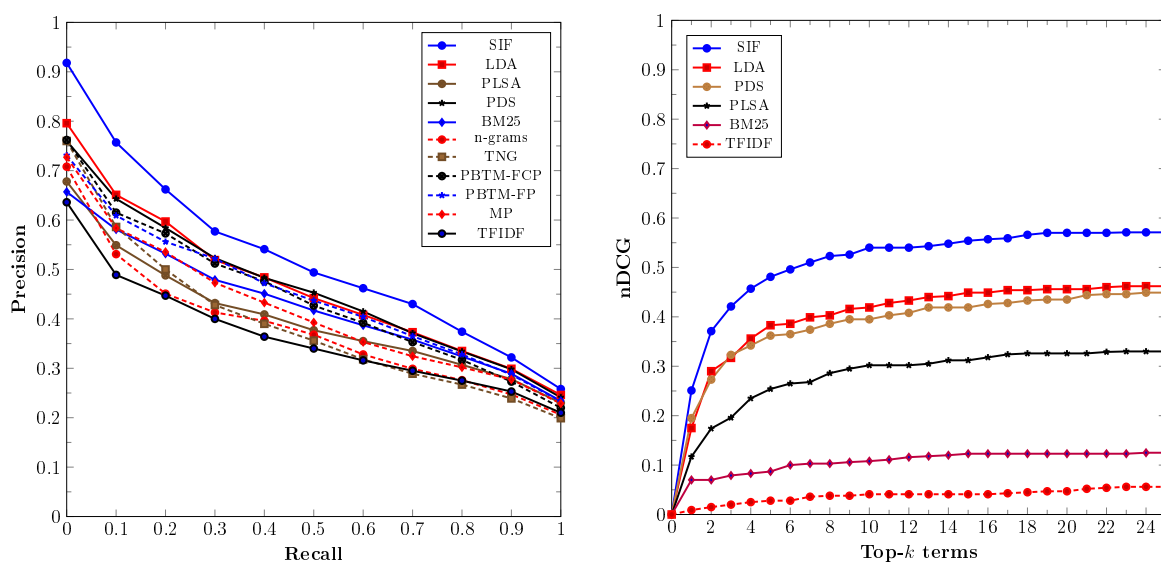 Precision
1
0.9
0.8
0.7
0.6
0.5
0.4
0.3
0.2
0.1
0
0 0.1 0.2 0.3 0.4 0.5 0.6 0.7 0.8 0.9 1
Recall
SIF
LDA
PLSA
PDS
BM25
n-grams
TNG
PBTM-FCP
PBTM-FP
MP
TFIDF
nDCG
1
0.9
0.8
0.7
0.6
0.5
0.4
0.3
0.2
0.1
0
0 2 4 6 8 10 12 14 16 18 20 22 24
Top-k terms
SIF
LDA
PDS
PLSA
BM25
TFIDF